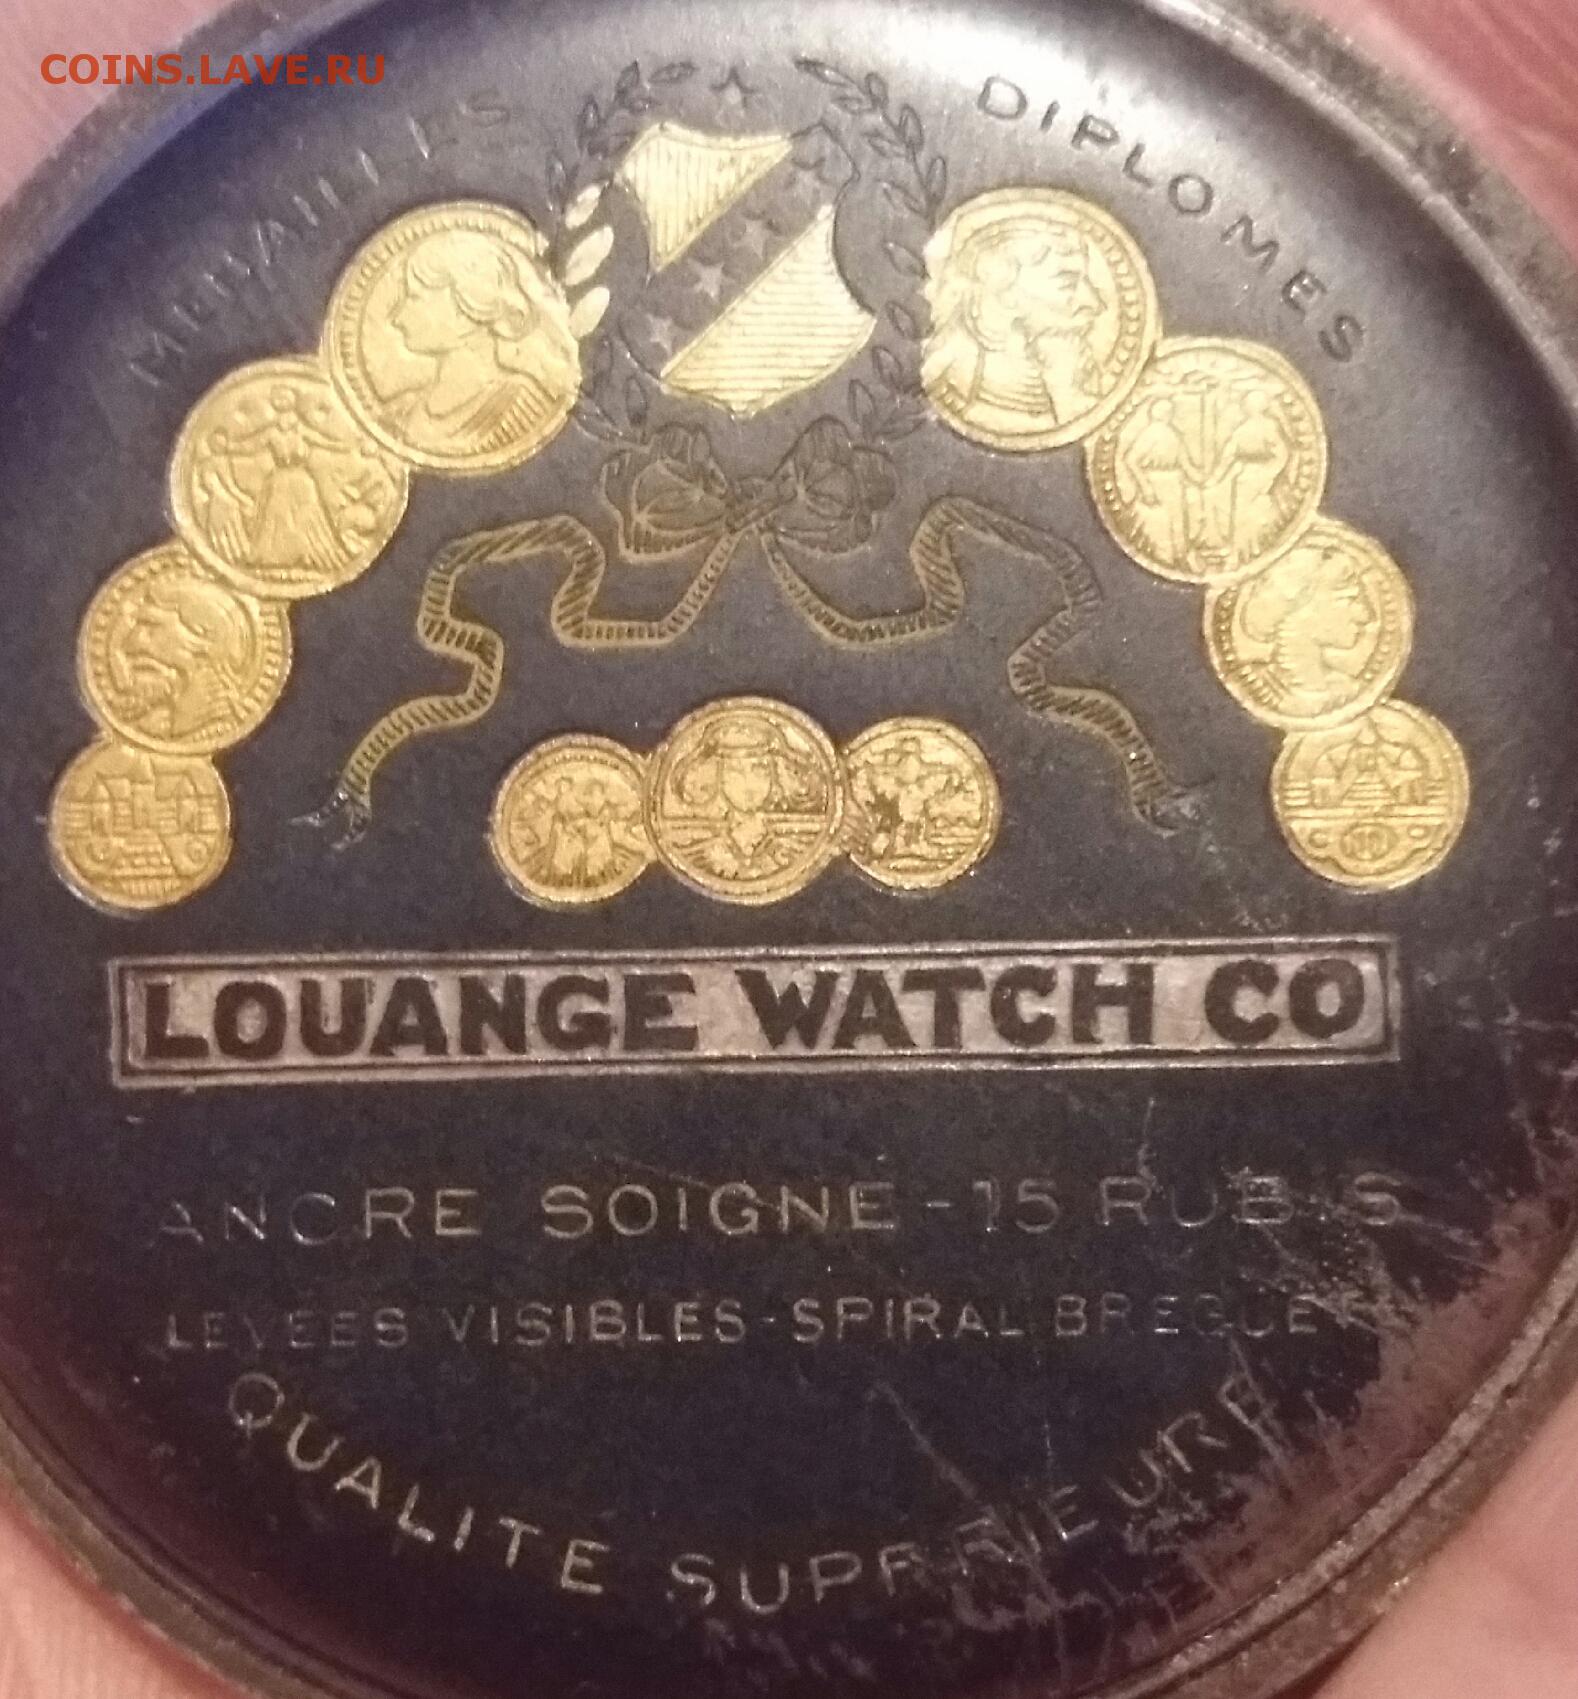 COINS.LAVE.RU
MEDAILLES DIPLOMES
LOUANGE WATCH CO
ANCRE SOIGNE - 15 RUBIS
LEVEES VISIBLES - SPIRAL BREGUET
QUALITE SUPERIEURE